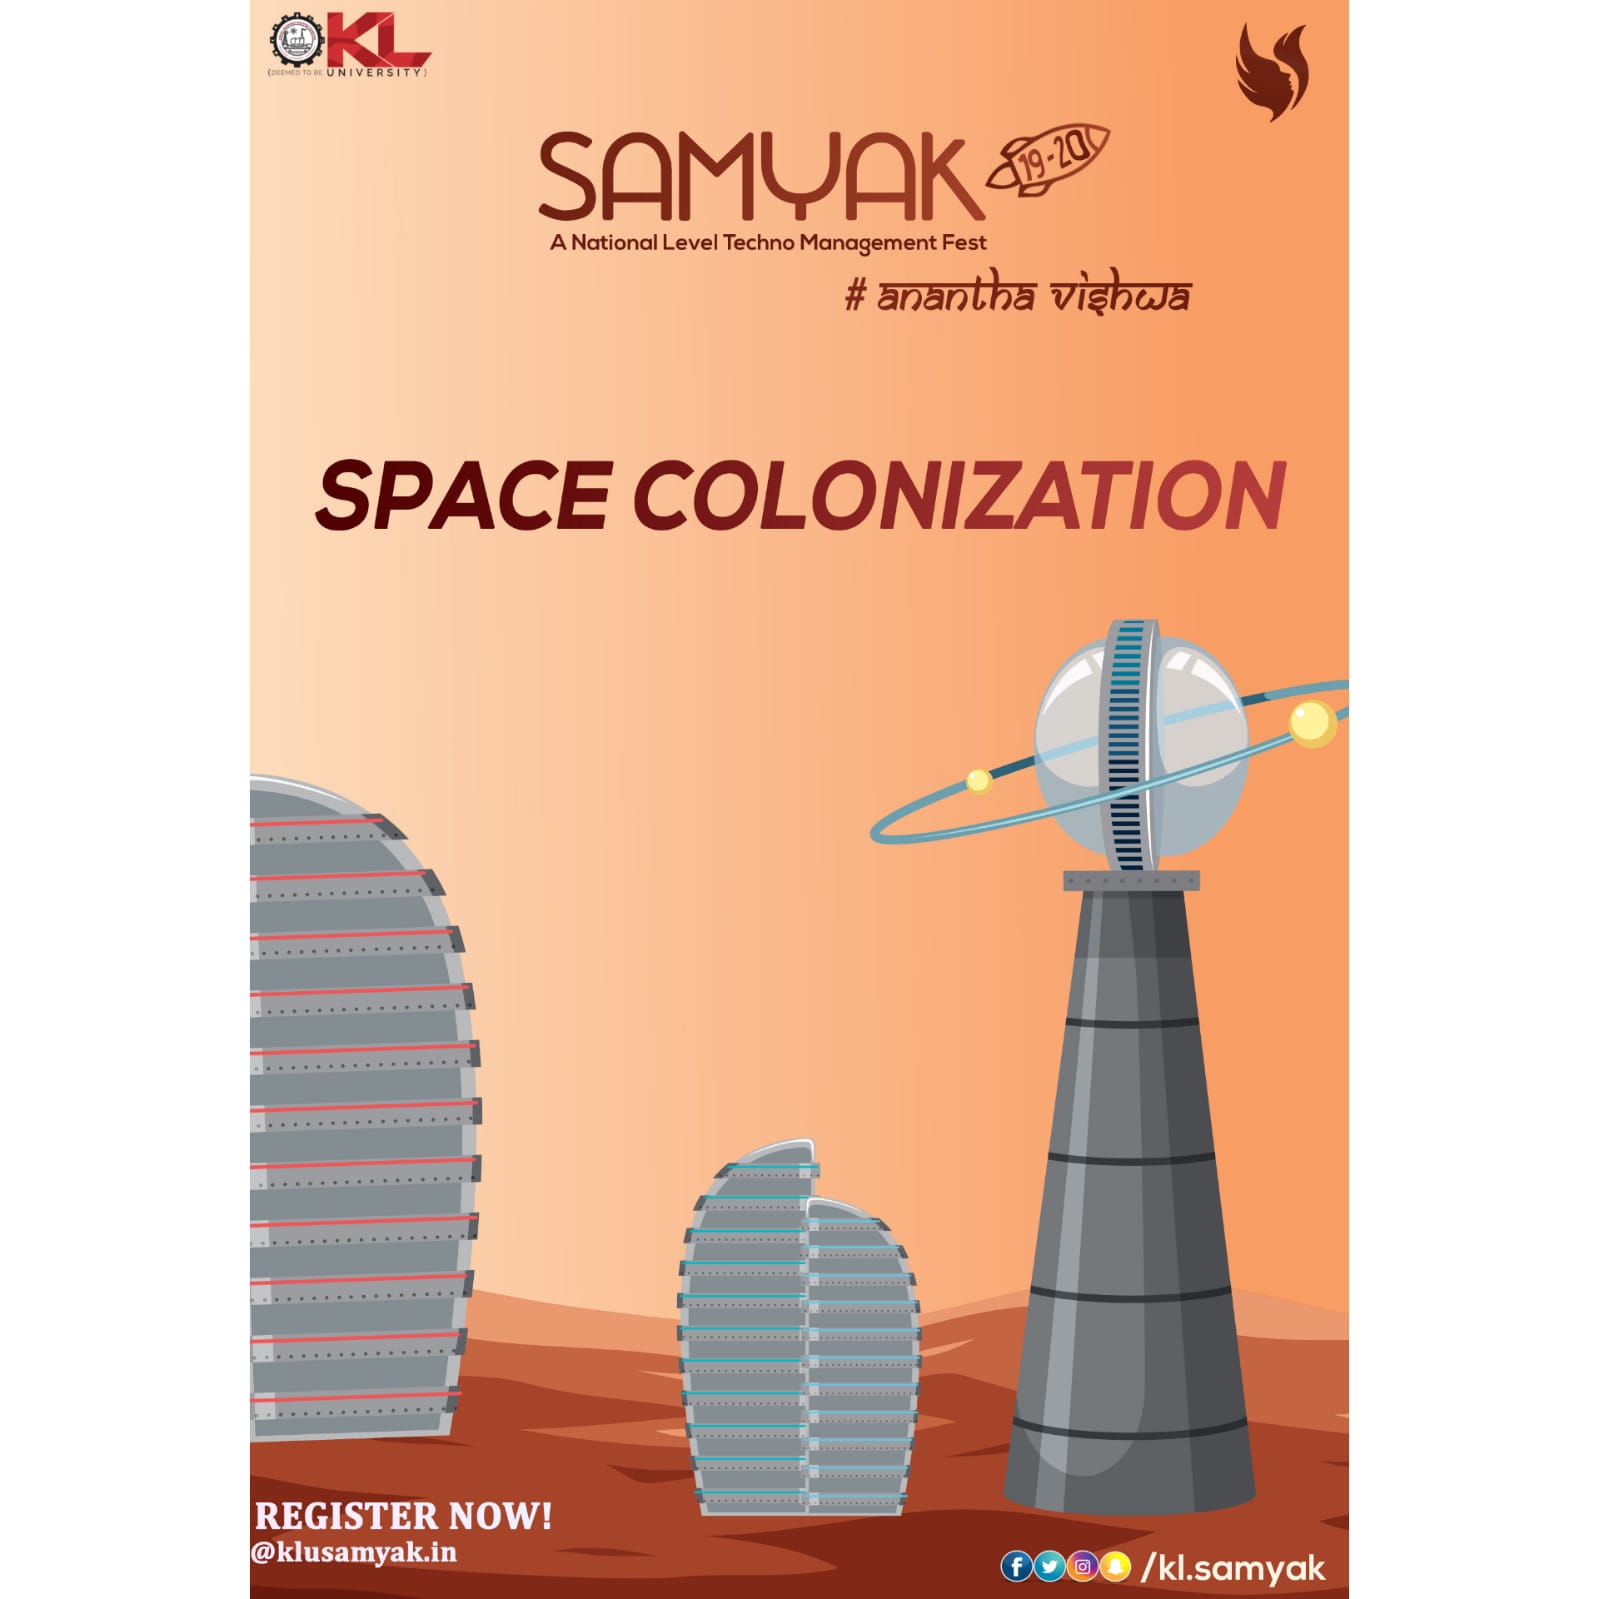 KL
(DEEMED TO BE UNIVERSITY)
SAMYAK 19-20
A National Level Techno Management Fest
# anantha vishwa
SPACE COLONIZATION
REGISTER NOW!
@klusamyak.in
/kl.samyak